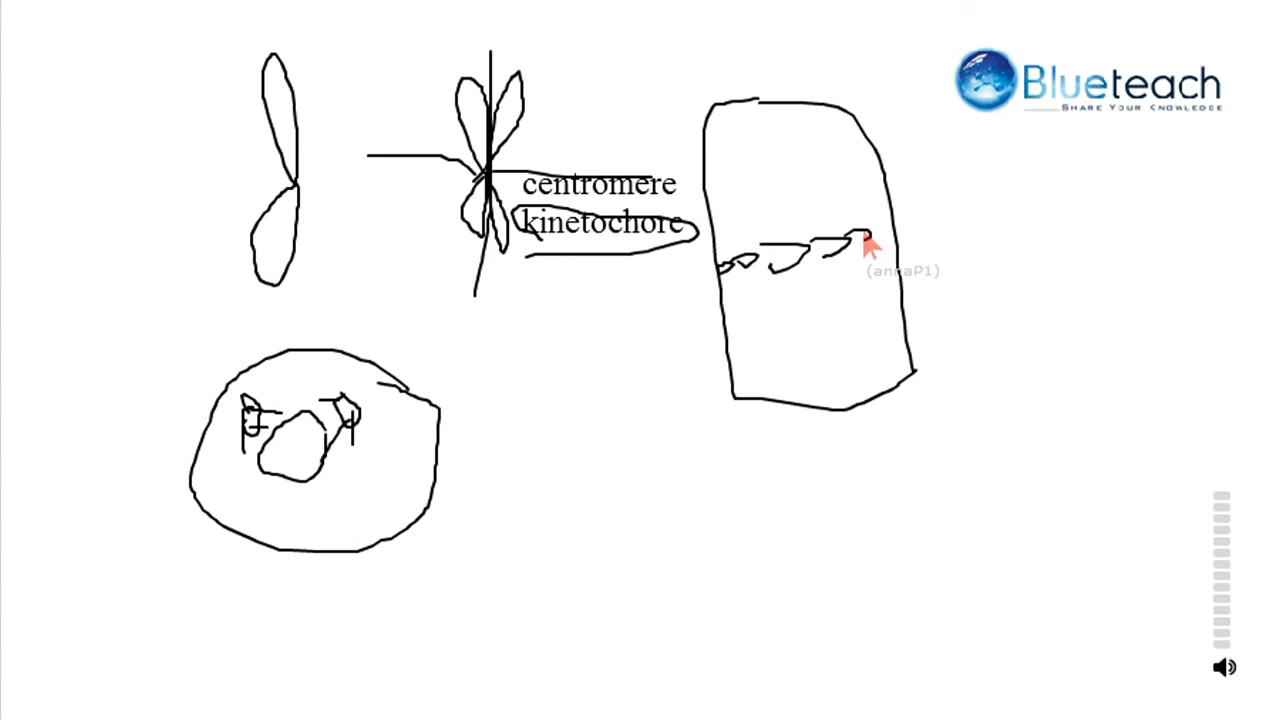 Blueteach
SHARE YOUR KNOWLEDGE
centromere
kinetochore
(annaP1)